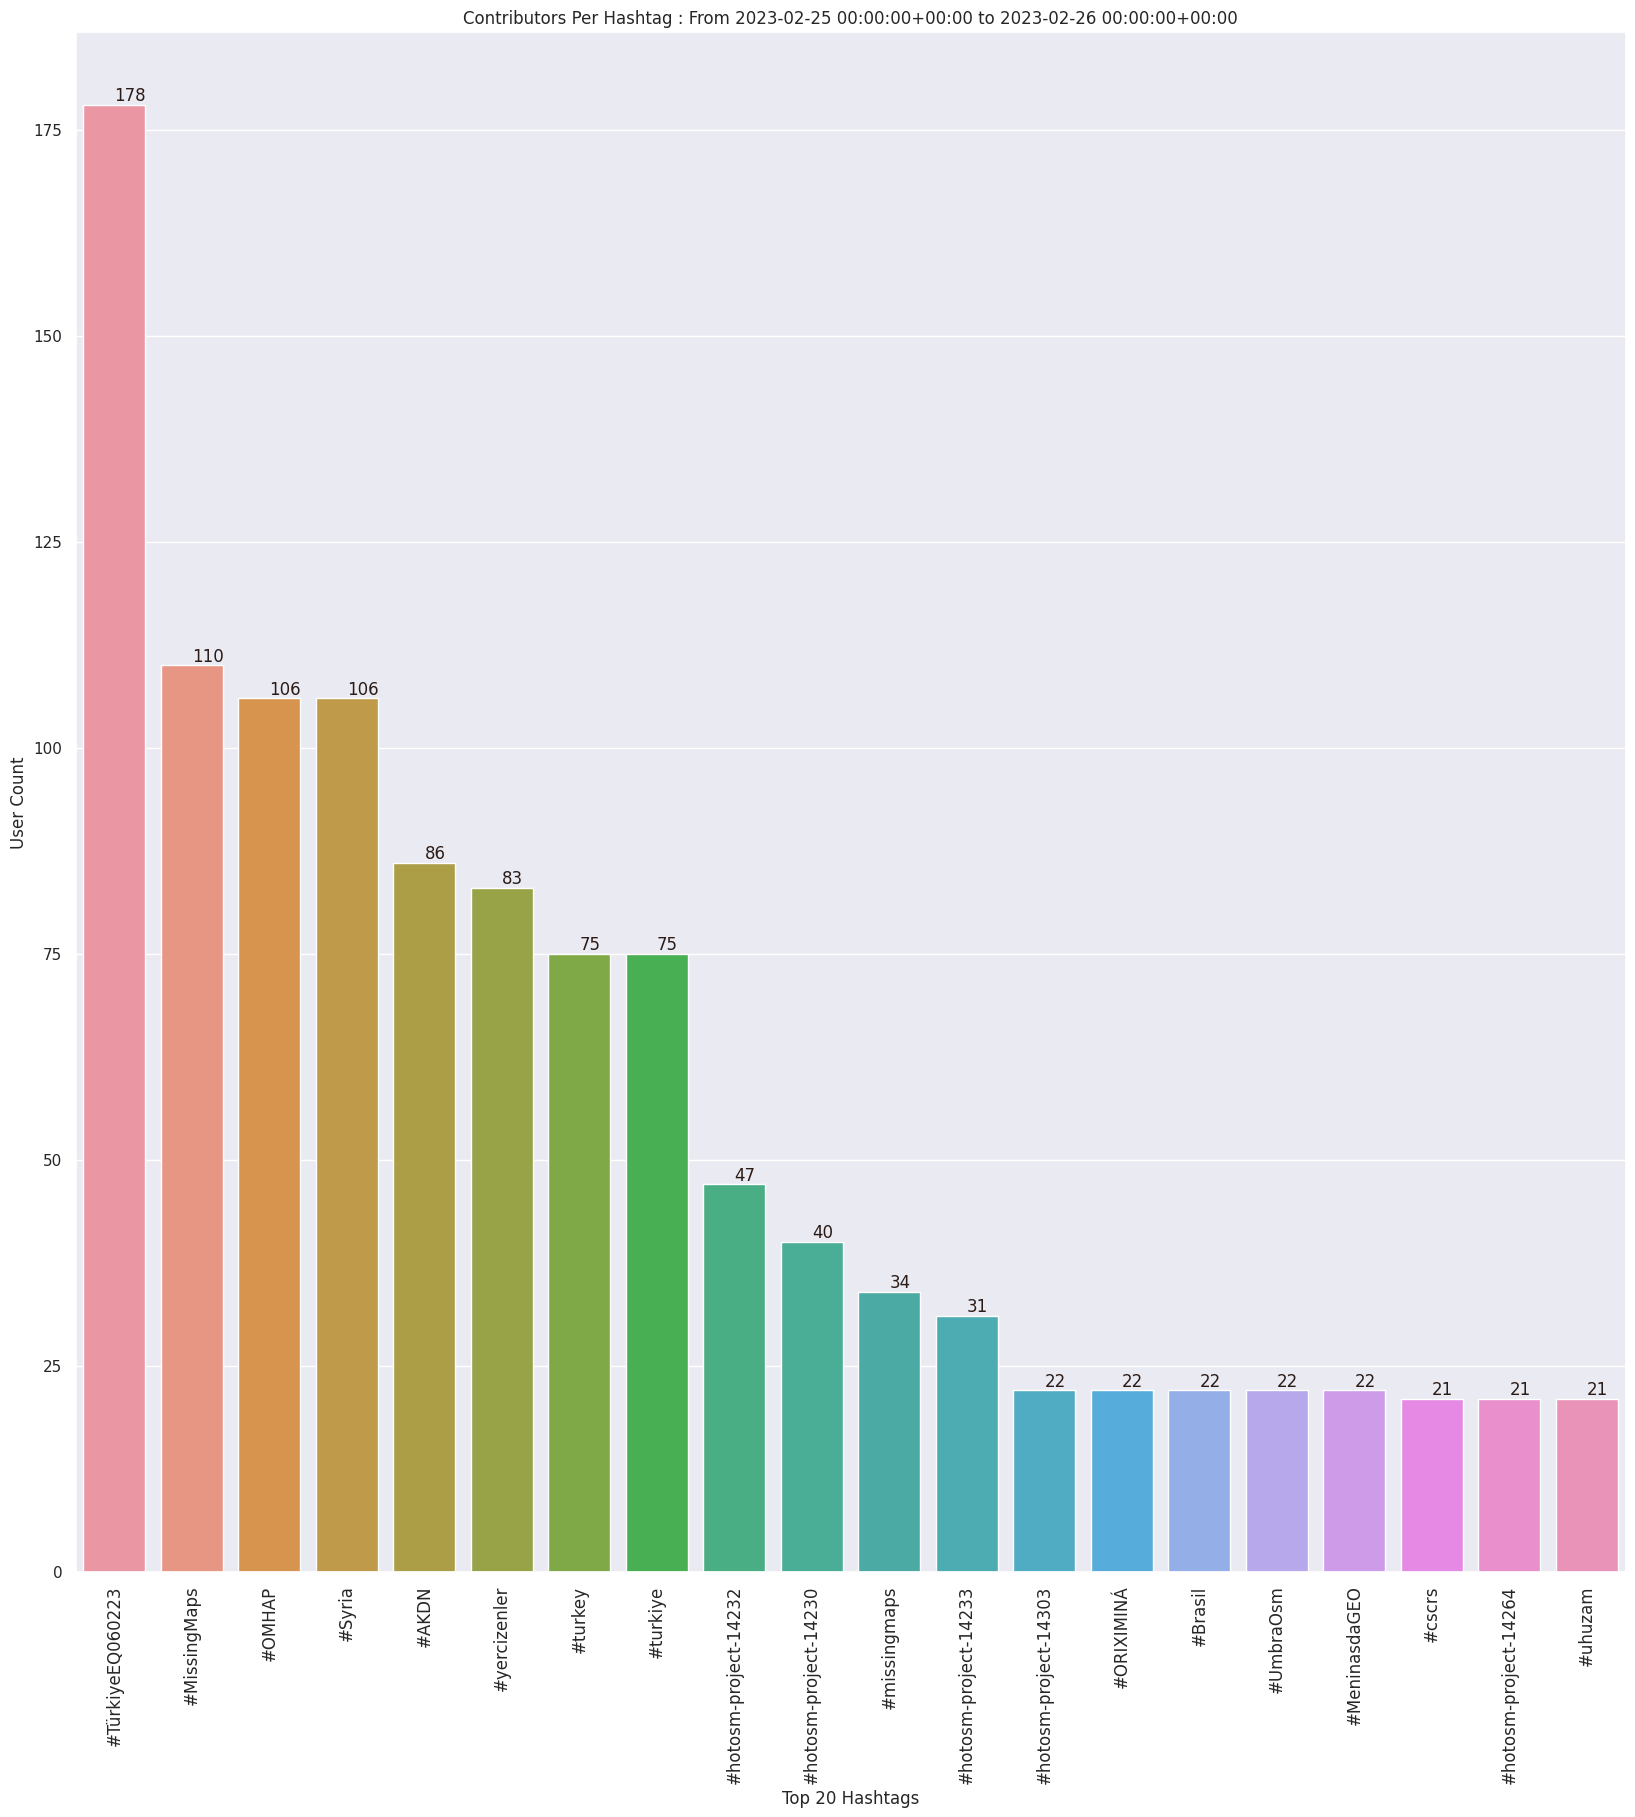 Contributors Per Hashtag : From 2023-02-25 00:00:00+00:00 to 2023-02-26 00:00:00+00:00
178
175
150
125
110
106
106
100
86
83
75
75
75
50
47
40
34
31
25
22
22
22
22
22
21
21
21
0
User Count
#TürkiyeEQ060223
#MissingMaps
#OMHAP
#Syria
#AKDN
#yercizenler
#turkey
#turkiye
#hotosm-project-14232
#hotosm-project-14230
#missingmaps
#hotosm-project-14233
#hotosm-project-14303
#ORIXIMINÁ
#Brasil
#UmbraOsm
#MeninasdaGEO
#cscrs
#hotosm-project-14264
#uhuzam
Top 20 Hashtags